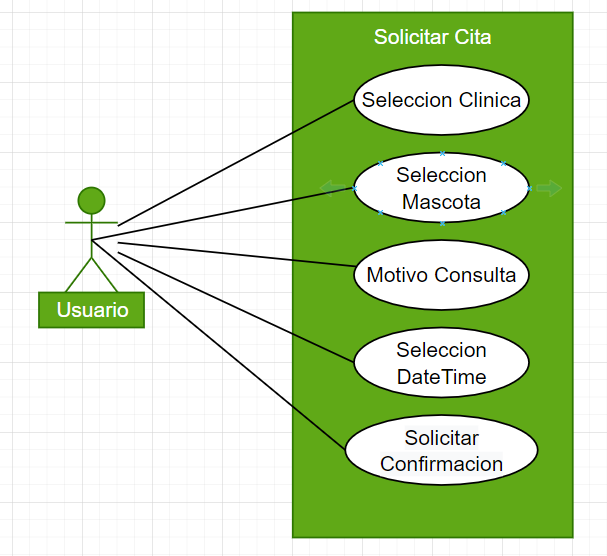 Solicitar Cita
Seleccion Clinica
Seleccion
Mascota
Motivo Consulta
Seleccion
DateTime
Solicitar
Confirmacion
Usuario